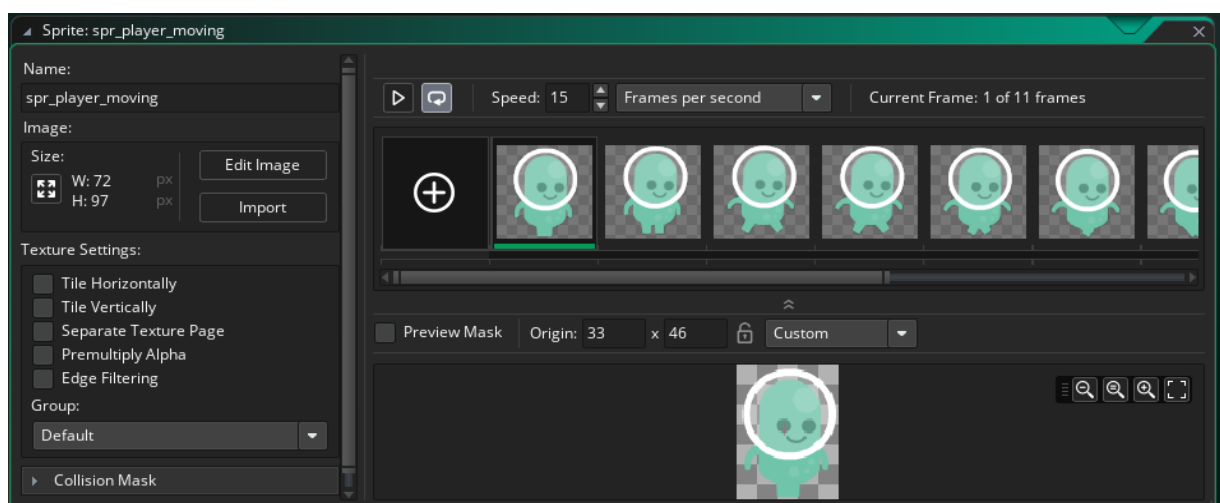 Sprite: spr_player_moving
Name:
spr_player_moving
Image:
Size:
W: 72 px
H: 97 px
Edit Image
Import
Texture Settings:
Tile Horizontally
Tile Vertically
Separate Texture Page
Premultiply Alpha
Edge Filtering
Group:
Default
Collision Mask
Speed: 15 Frames per second Current Frame: 1 of 11 frames
Preview Mask Origin: 33 x 46 Custom